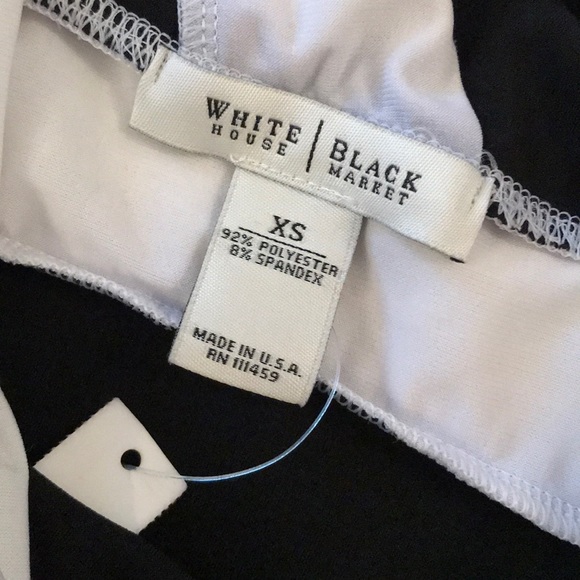 WHITE HOUSE | BLACK MARKET
XS
92% POLYESTER
8% SPANDEX
MADE IN U.S.A.
RN 111459